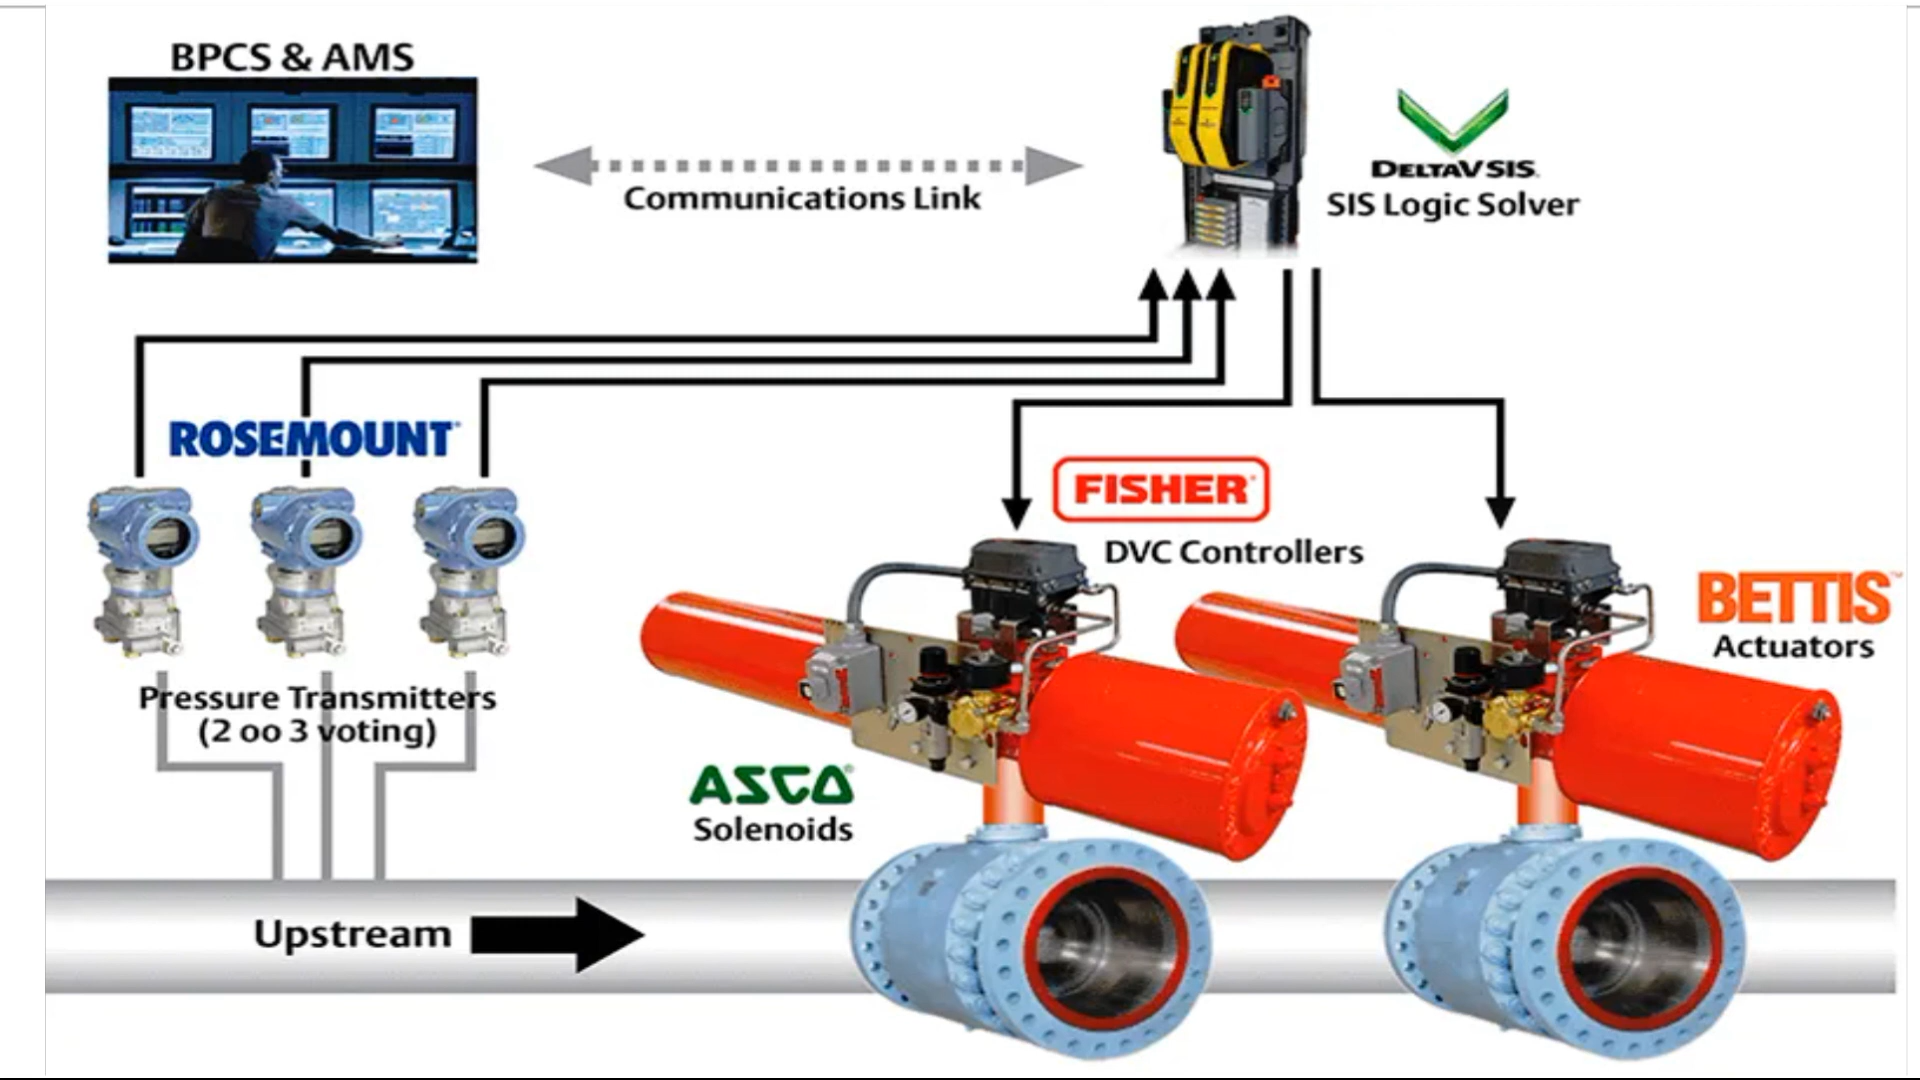 BPCS & AMS
Communications Link
DELTAV SIS
SIS Logic Solver
ROSEMOUNT
Pressure Transmitters
(2 oo 3 voting)
FISHER
DVC Controllers
BETTIS™
Actuators
ASCO
Solenoids
Upstream